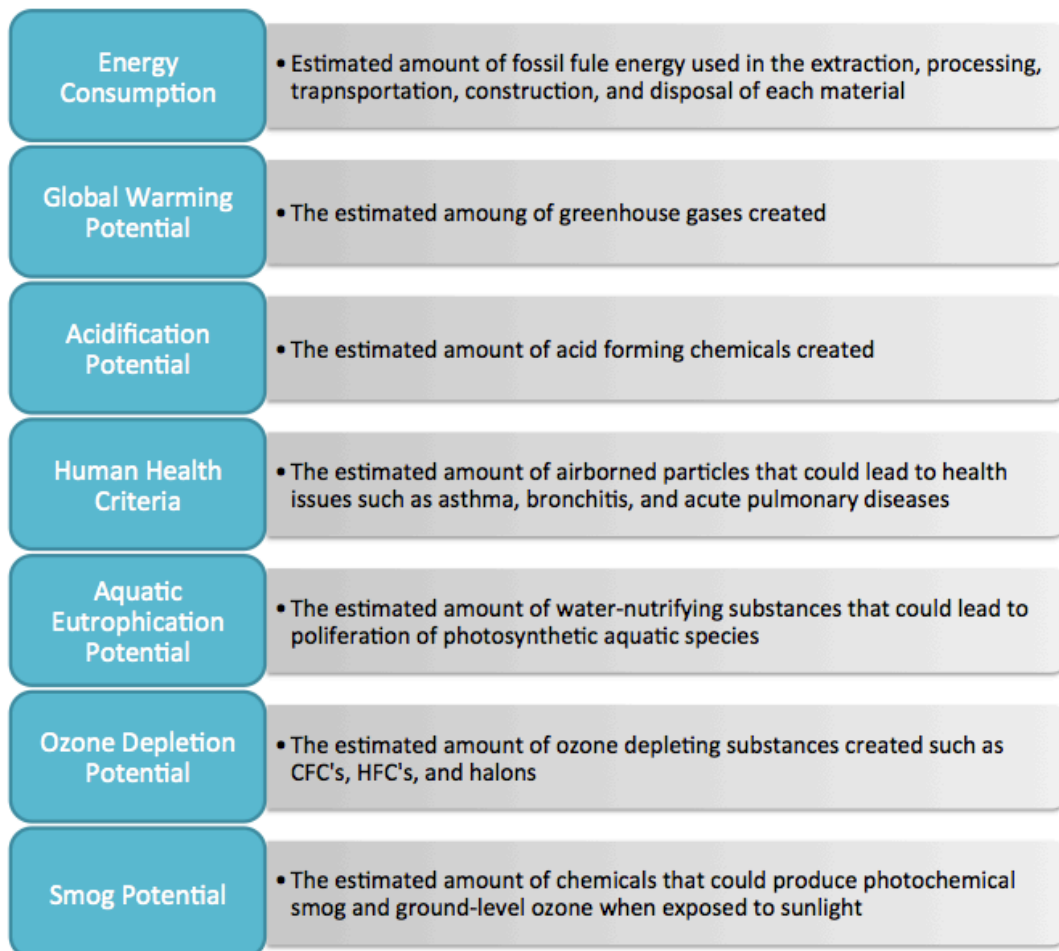 Energy
Consumption
• Estimated amount of fossil fule energy used in the extraction, processing,
trapnsportation, construction, and disposal of each material
Global Warming
Potential
• The estimated amoung of greenhouse gases created
Acidification
Potential
• The estimated amount of acid forming chemicals created
Human Health
Criteria
• The estimated amount of airborned particles that could lead to health
issues such as asthma, bronchitis, and acute pulmonary diseases
Aquatic
Eutrophication
Potential
• The estimated amount of water-nutrifying substances that could lead to
poliferation of photosynthetic aquatic species
Ozone Depletion
Potential
• The estimated amount of ozone depleting substances created such as
CFC's, HFC's, and halons
Smog Potential
• The estimated amount of chemicals that could produce photochemical
smog and ground-level ozone when exposed to sunlight